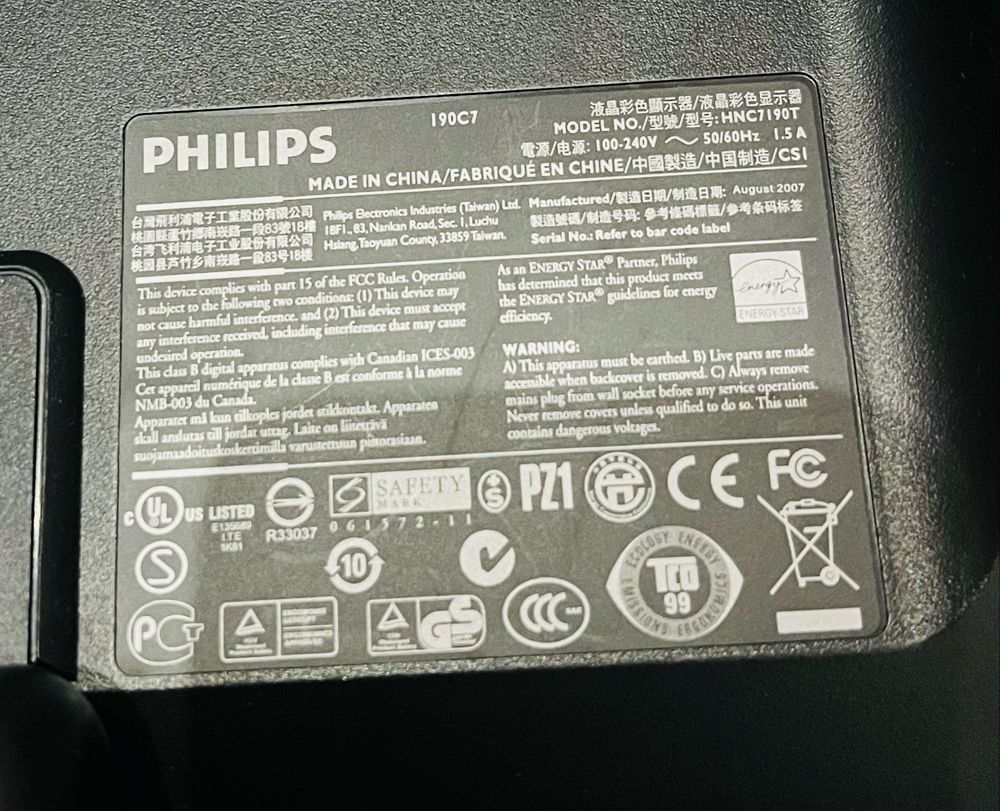 190C7
液晶彩色顯示器/液晶彩色显示器
MODEL NO./型號/型号: HNC7190T
PHILIPS
電源/电源: 100-240V ～ 50/60Hz 1.5 A
MADE IN CHINA/FABRIQUÉ EN CHINE/中國製造/中国制造/CSI
台灣飛利浦電子工業股份有限公司
桃園縣蘆竹鄉南崁路一段83號18樓
台湾飞利浦电子工业股份有限公司
桃园县芦竹乡南崁路一段83号18楼
Philips Electronics Industries (Taiwan) Ltd.
18F1., 83, Nankan Road, Sec. 1, Luchu
Hsiang, Taoyuan County, 33859 Taiwan.
Manufactured/製造日期/制造日期: August 2007
製造號碼/制造号码: 參考條碼標籤/参考条码标签
Serial No.: Refer to bar code label
This device complies with part 15 of the FCC Rules. Operation
is subject to the following two conditions: (1) This device may
not cause harmful interference, and (2) This device must accept
any interference received, including interference that may cause
undesired operation.
This class B digital apparatus complies with Canadian ICES-003
Cet appareil numérique de la classe B est conforme à la norme
NMB-003 du Canada.
Apparatet må kun tilkoples jordet stikkontakt. Apparaten
skall anslutas till jordat uttag. Laite on liitettävä
suojamaadoituskoskettimilla varustettuun pistorasiaan.
As an ENERGY STAR® Partner, Philips
has determined that this product meets
the ENERGY STAR® guidelines for energy
efficiency.
energy
ENERGY STAR
WARNING:
A) This apparatus must be earthed. B) Live parts are made
accessible when backcover is removed. C) Always remove
mains plug from wall socket before any service operations.
Never remove covers unless qualified to do so. This unit
contains dangerous voltages.
c UL US LISTED
E135689
I.T.E
R33037
SAFETY
MARK
061572-11
S
PZ1
CE
FC
S
10
ECOLOGY ENERGY
TCO
99
EMISSIONS ERGONOMICS
PCT
GS
CCC